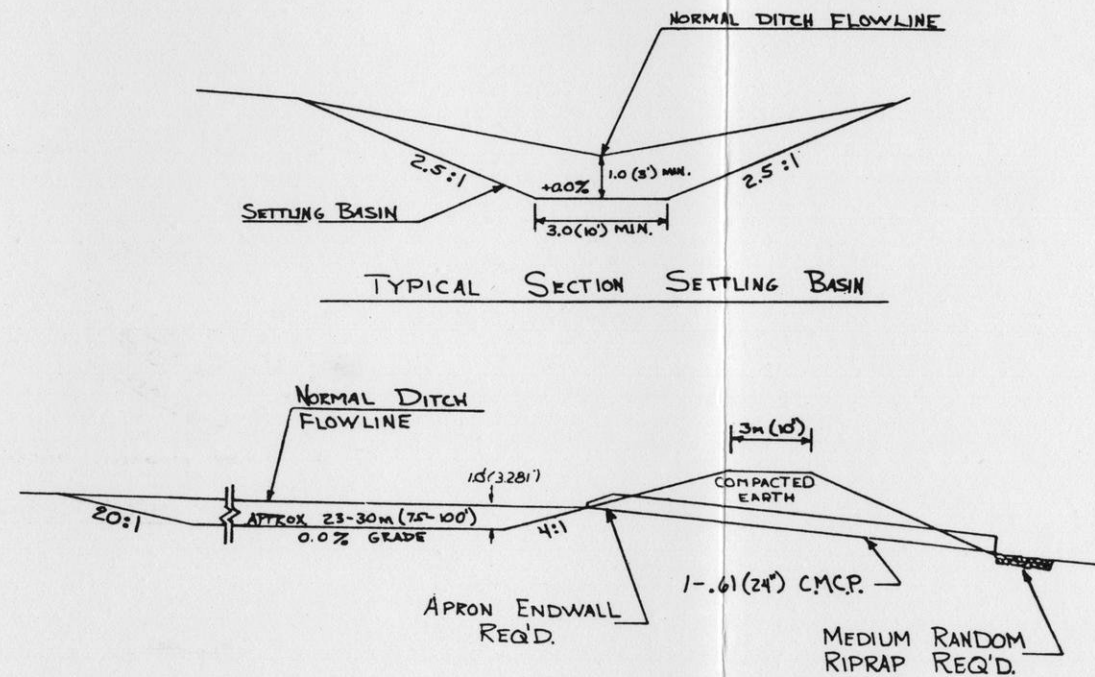 NORMAL DITCH FLOWLINE
2.5:1
1.0 (3') MIN.
2.5:1
+0.0%
SETTLING BASIN
3.0 (10') MIN.
TYPICAL SECTION SETTLING BASIN
NORMAL DITCH
FLOWLINE
3m (10')
1.0 (3.281')
COMPACTED
EARTH
20:1
APPROX 23-30m (75-100')
0.0% GRADE
4:1
1-.61 (24") C.M.C.P.
APRON ENDWALL
REQ'D.
MEDIUM RANDOM
RIPRAP REQ'D.